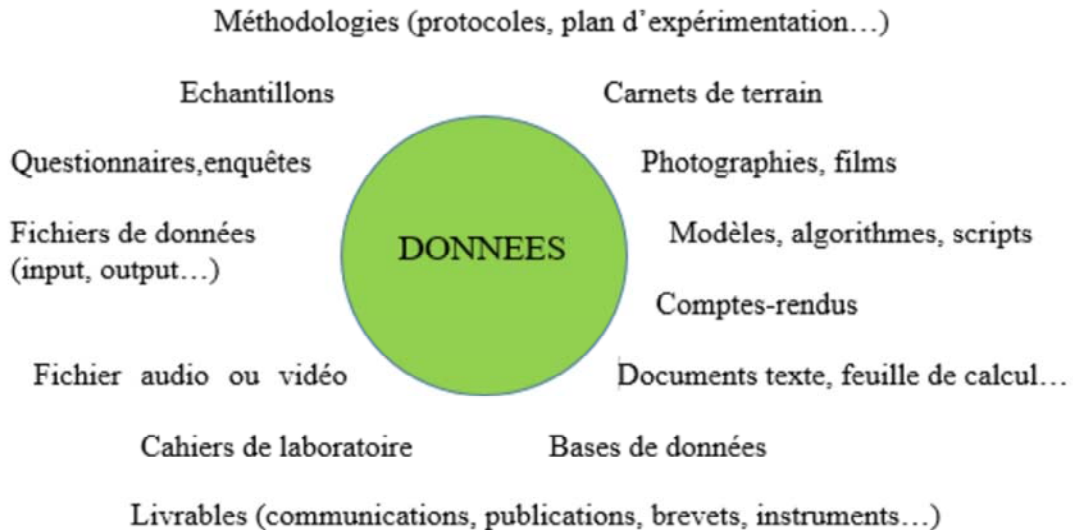 Méthodologies (protocoles, plan d’expérimentation…)
Echantillons
Carnets de terrain
Questionnaires,enquêtes
Photographies, films
Fichiers de données
(input, output…)
DONNEES
Modèles, algorithmes, scripts
Comptes-rendus
Fichier audio ou vidéo
Documents texte, feuille de calcul…
Cahiers de laboratoire
Bases de données
Livrables (communications, publications, brevets, instruments…)